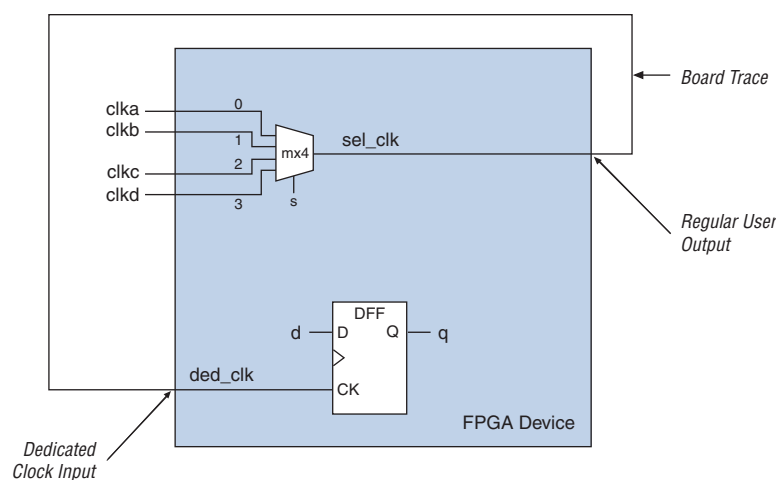 Board Trace
clka
0
clkb
1
sel_clk
mx4
clkc
2
clkd
3
s
Regular User
Output
DFF
d
D
Q
q
ded_clk
CK
FPGA Device
Dedicated
Clock Input